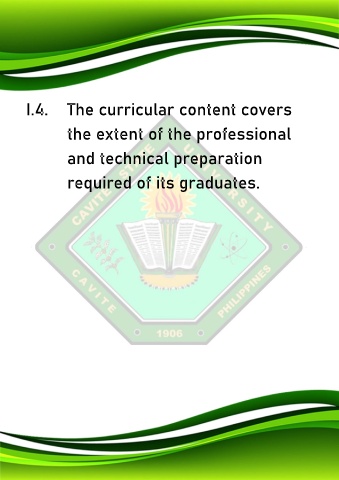 I.4. The curricular content covers
the extent of the professional
and technical preparation
required of its graduates.
CAVITE STATE UNIVERSITY
CAVITE
PHILIPPINES
1906